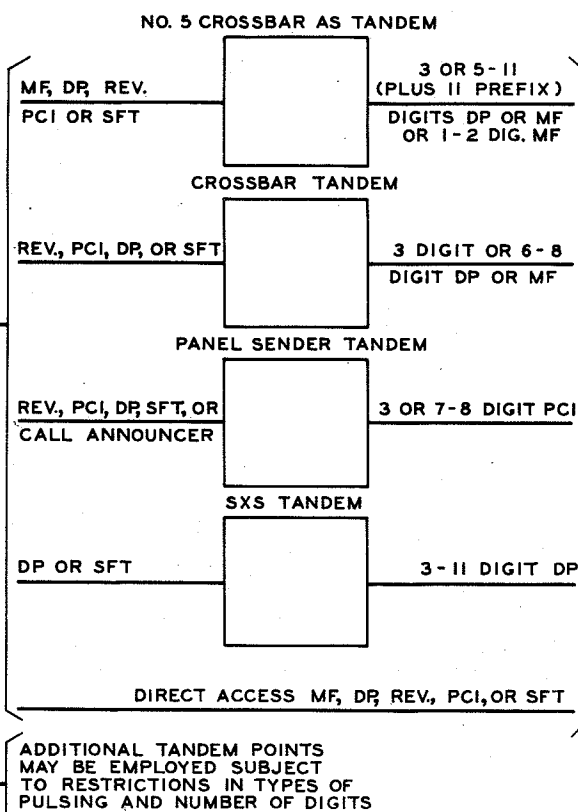 NO. 5 CROSSBAR AS TANDEM
MF, DP, REV.
PCI OR SFT
3 OR 5-11
(PLUS 11 PREFIX)
DIGITS DP OR MF
OR 1-2 DIG. MF
CROSSBAR TANDEM
REV., PCI, DP, OR SFT
3 DIGIT OR 6-8
DIGIT DP OR MF
PANEL SENDER TANDEM
REV., PCI, DP, SFT, OR
CALL ANNOUNCER
3 OR 7-8 DIGIT PCI
SXS TANDEM
DP OR SFT
3-11 DIGIT DP
DIRECT ACCESS MF, DP, REV., PCI, OR SFT
ADDITIONAL TANDEM POINTS
MAY BE EMPLOYED SUBJECT
TO RESTRICTIONS IN TYPES OF
PULSING AND NUMBER OF DIGITS